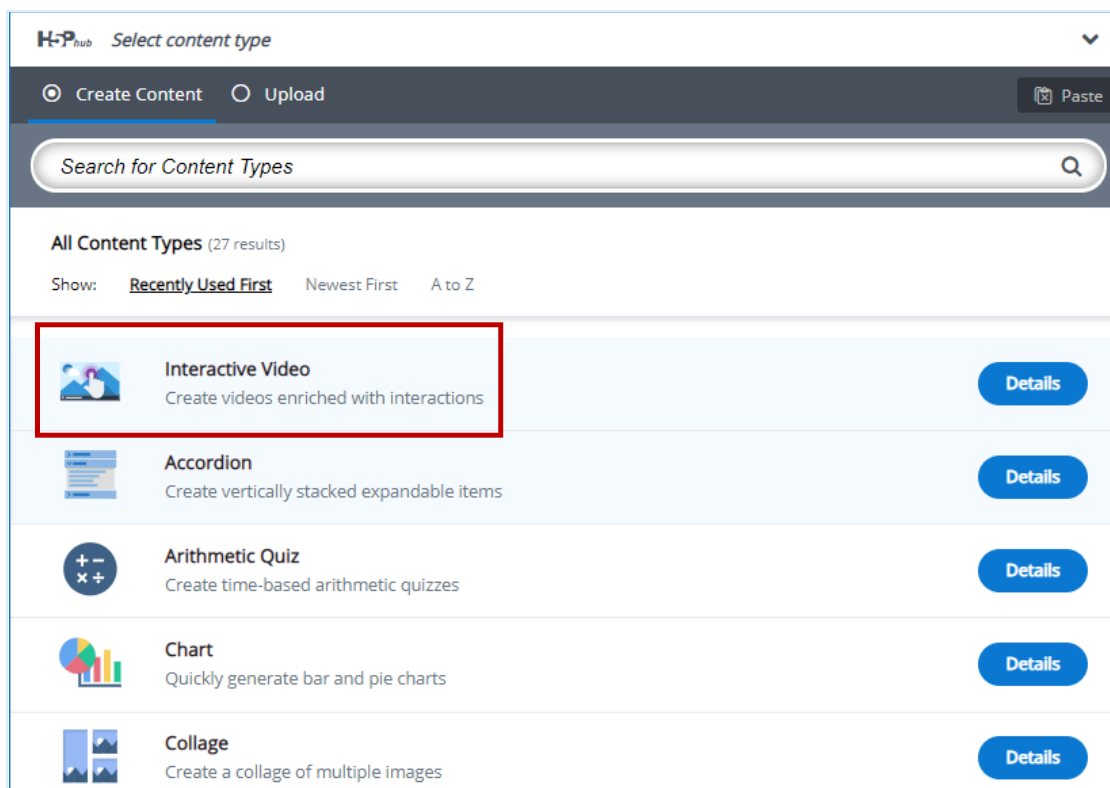 H5P hub Select content type
Create Content Upload Paste
Search for Content Types
All Content Types (27 results)
Show: Recently Used First Newest First A to Z
Interactive Video
Create videos enriched with interactions
Details
Accordion
Create vertically stacked expandable items
Details
Arithmetic Quiz
Create time-based arithmetic quizzes
Details
Chart
Quickly generate bar and pie charts
Details
Collage
Create a collage of multiple images
Details